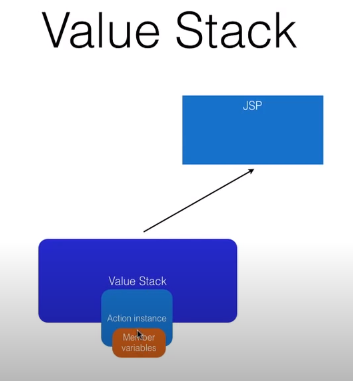 Value Stack
JSP
Value Stack
Action instance
Member
variables